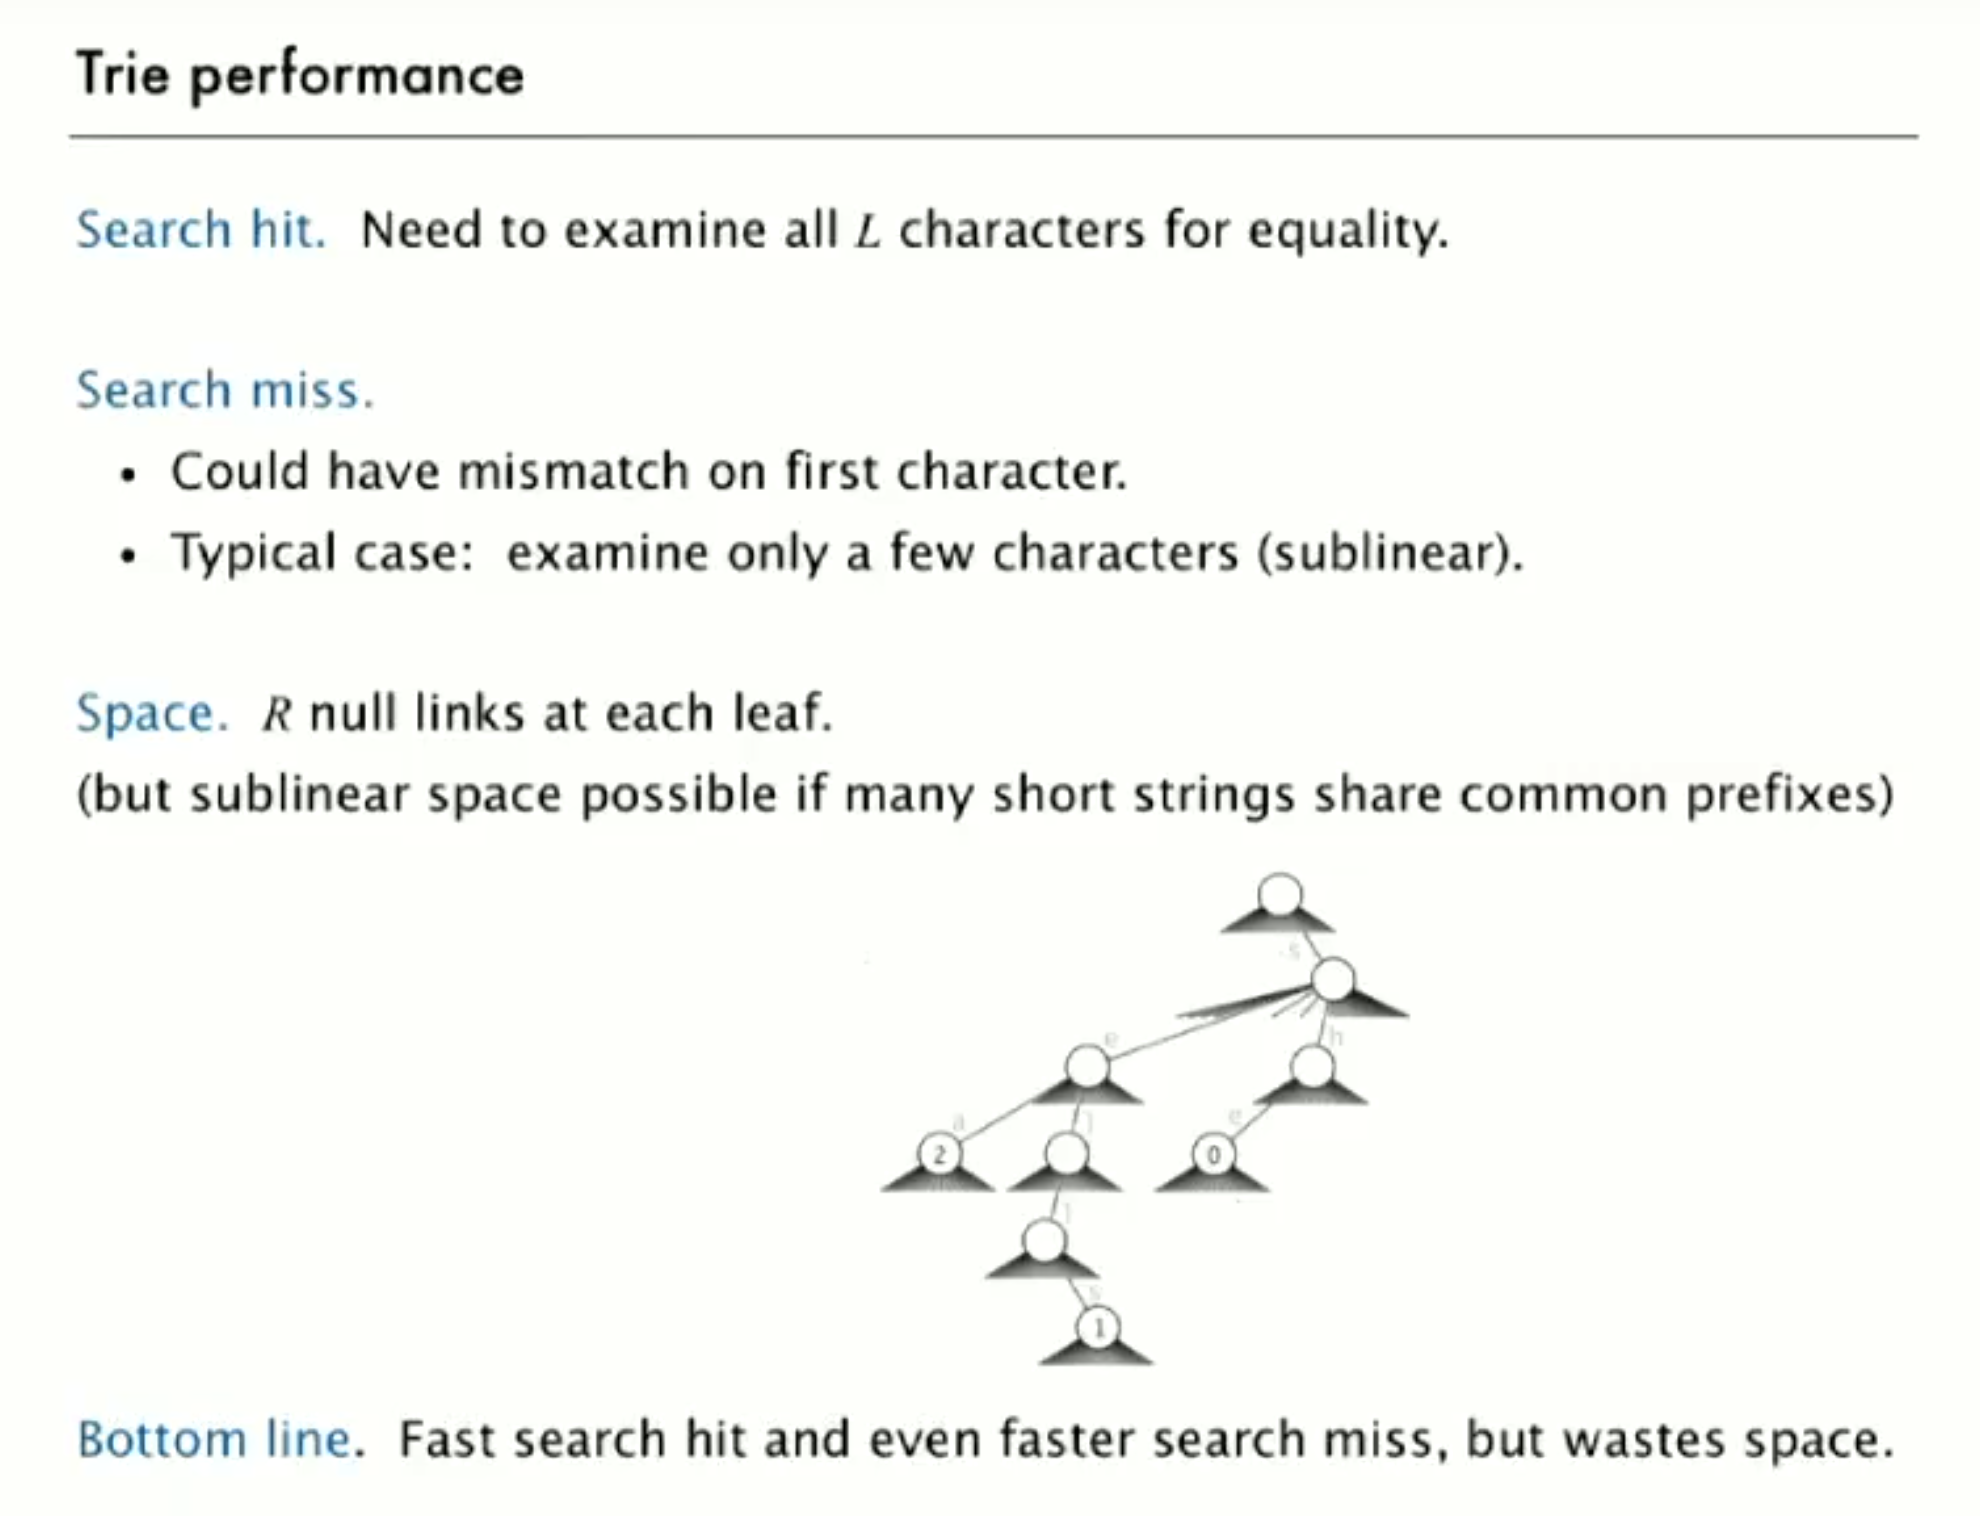 Trie performance
Search hit. Need to examine all L characters for equality.
Search miss.
• Could have mismatch on first character.
• Typical case: examine only a few characters (sublinear).
Space. R null links at each leaf.
(but sublinear space possible if many short strings share common prefixes)
s
e h
a l e
2 0
l
s
1
Bottom line. Fast search hit and even faster search miss, but wastes space.